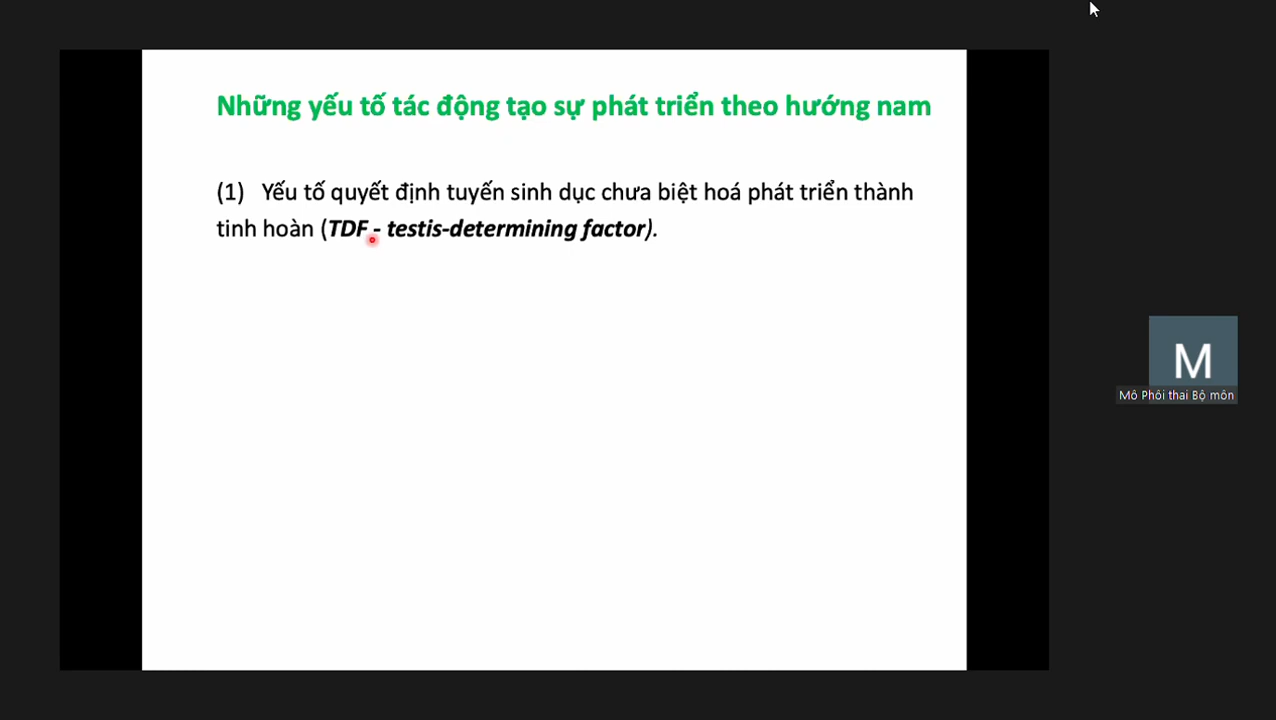 Những yếu tố tác động tạo sự phát triển theo hướng nam
(1) Yếu tố quyết định tuyến sinh dục chưa biệt hoá phát triển thành
tinh hoàn (TDF - testis-determining factor).
M
Mô Phôi thai Bộ môn